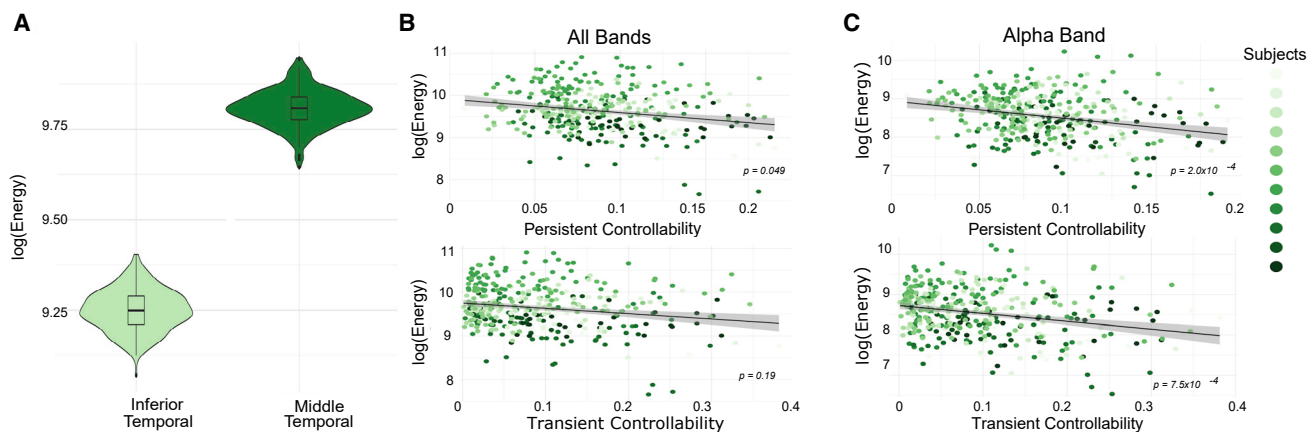 A
log(Energy)
9.75
9.50
9.25
Inferior
Temporal
Middle
Temporal
B
All Bands
log(Energy)
11
10
9
8
0
0.05
0.1
0.15
0.2
p = 0.049
Persistent Controllability
log(Energy)
11
10
9
8
0
0.1
0.2
0.3
0.4
p = 0.19
Transient Controllability
C
Alpha Band
log(Energy)
10
9
8
7
0
0.05
0.1
0.15
0.2
p = 2.0x10 -4
Persistent Controllability
log(Energy)
10
9
8
7
0
0.1
0.2
0.3
0.4
p = 7.5x10 -4
Transient Controllability
Subjects